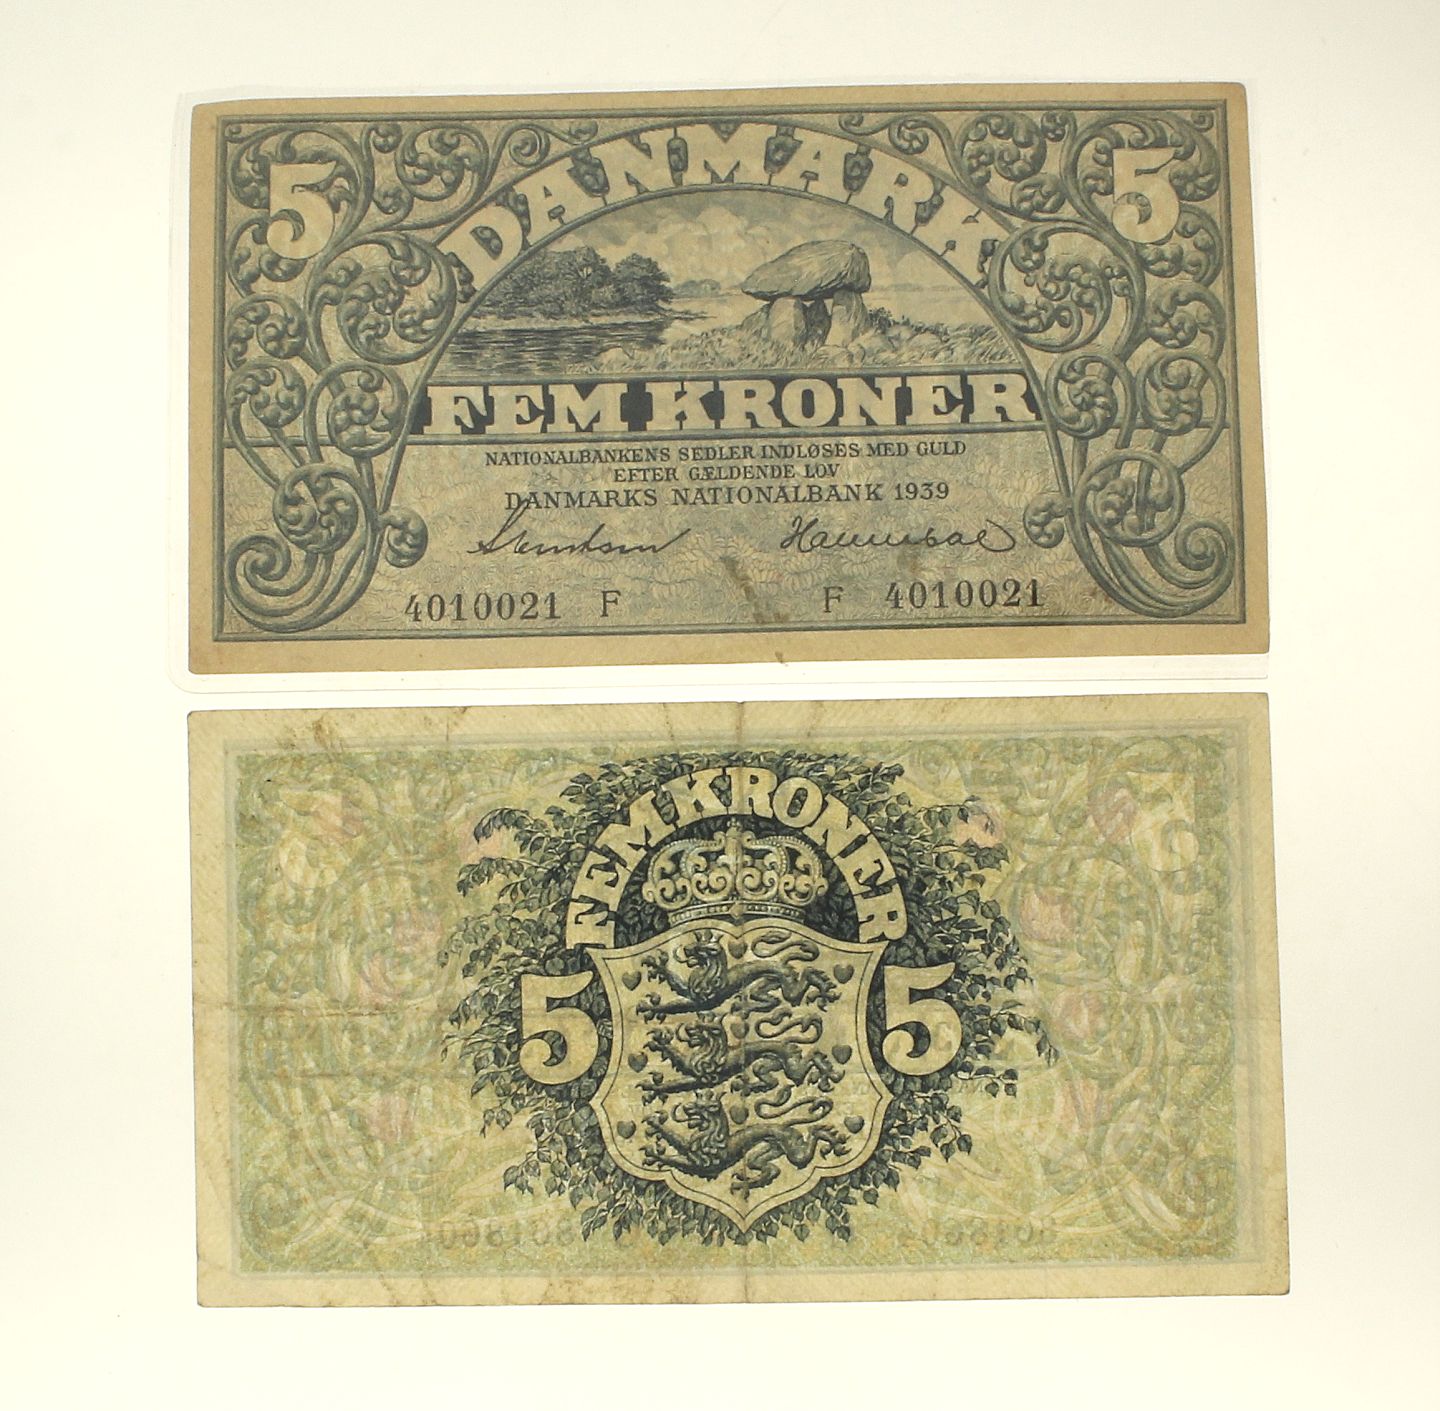 5 DANMARK 5
FEM KRONER
NATIONALBANKENS SEDLER INDLØSES MED GULD
EFTER GÆLDENDE LOV
DANMARKS NATIONALBANK 1939
Svendsen
4010021 F F 4010021
FEM KRONER
5 5